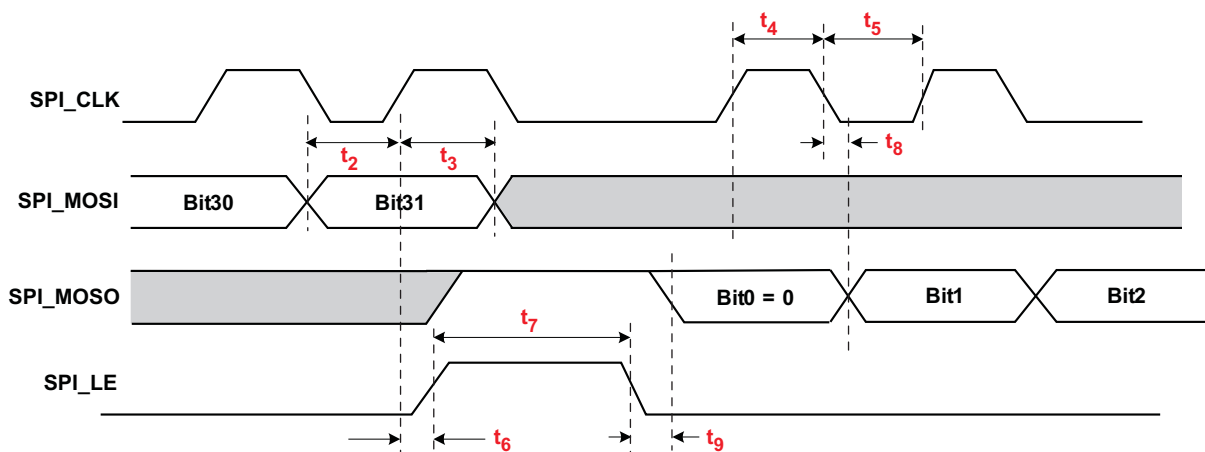 t4
t5
SPI_CLK
t2
t3
t8
SPI_MOSI
Bit30
Bit31
SPI_MOSO
Bit0 = 0
Bit1
Bit2
t7
SPI_LE
t6
t9